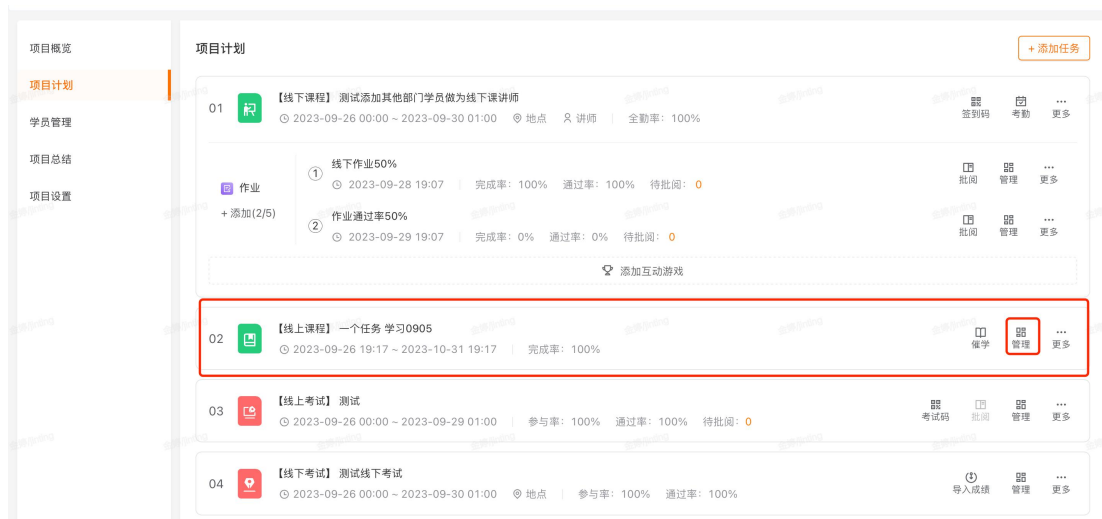 项目概览
项目计划
学员管理
项目总结
项目设置
项目计划
+ 添加任务
01
【线下课程】 测试添加其他部门学员做为线下课讲师
2023-09-26 00:00 ~ 2023-09-30 01:00 地点 讲师 全勤率：100%
签到码 考勤 更多
作业
+ 添加(2/5)
1 线下作业50%
2023-09-28 19:07 完成率：100% 通过率：100% 待批阅：0
批阅 管理 更多
2 作业通过率50%
2023-09-29 19:07 完成率：0% 通过率：0% 待批阅：0
批阅 管理 更多
添加互动游戏
02
【线上课程】 一个任务 学习0905
2023-09-26 19:17 ~ 2023-10-31 19:17 完成率：100%
催学 管理 更多
03
【线上考试】 测试
2023-09-26 00:00 ~ 2023-09-29 01:00 参与率：100% 通过率：100% 待批阅：0
考试码 批阅 管理 更多
04
【线下考试】 测试线下考试
2023-09-26 00:00 ~ 2023-09-30 01:00 地点 参与率：100% 通过率：100%
导入成绩 管理 更多